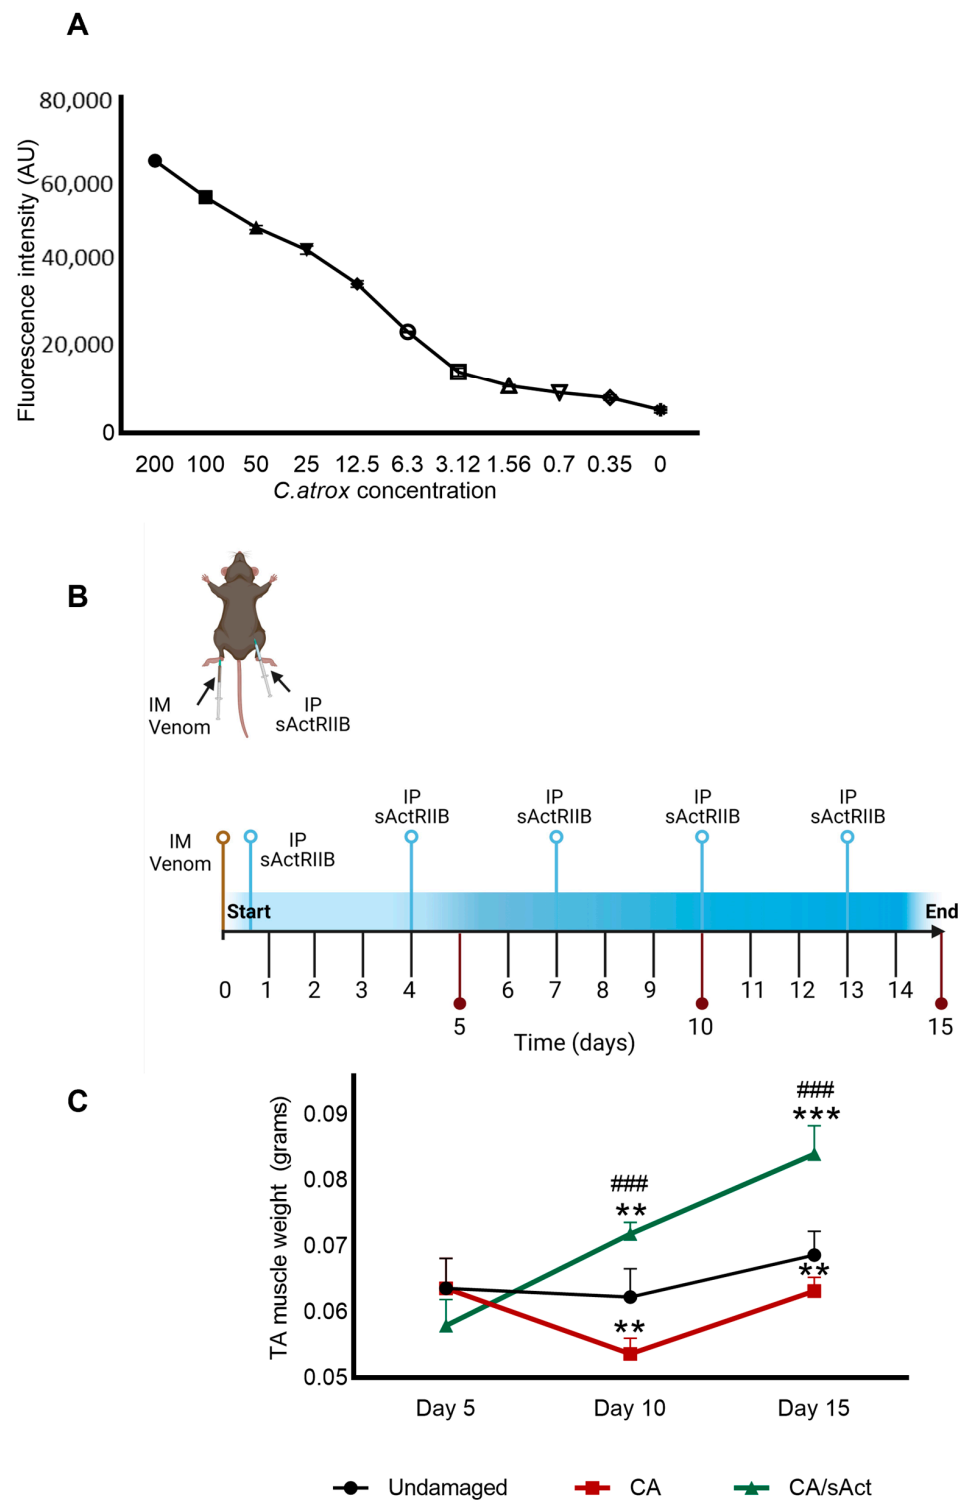 A
80,000
60,000
40,000
20,000
0
Fluorescence intensity (AU)
200 100 50 25 12.5 6.3 3.12 1.56 0.7 0.35 0
C.atrox concentration
B
IM
Venom
IP
sActRIIB
IM
Venom
IP
sActRIIB
IP
sActRIIB
IP
sActRIIB
IP
sActRIIB
IP
sActRIIB
Start
End
0 1 2 3 4 6 7 8 9 11 12 13 14
5 10 15
Time (days)
C
TA muscle weight (grams)
0.09
0.08
0.07
0.06
0.05
###
**
**
###
***
**
Day 5 Day 10 Day 15
Undamaged CA CA/sAct